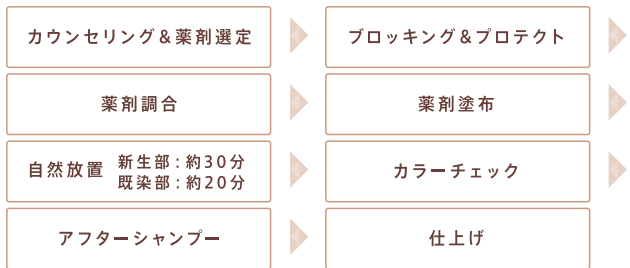 カウンセリング＆薬剤選定
ブロッキング＆プロテクト
薬剤調合
薬剤塗布
自然放置
新生部：約30分
既染部：約20分
カラーチェック
アフターシャンプー
仕上げ